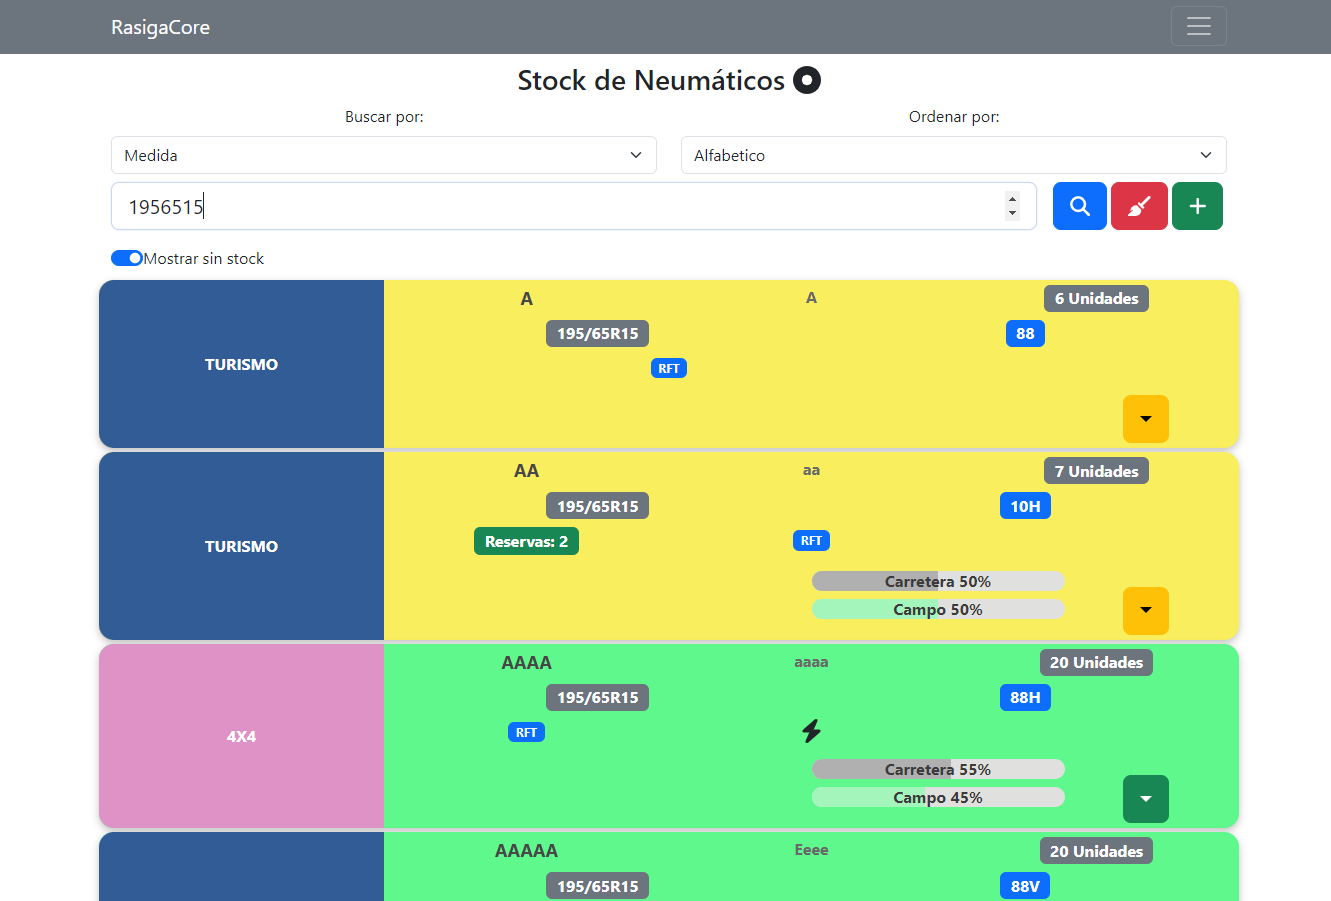 RasigaCore
Stock de Neumáticos
Buscar por:
Ordenar por:
Medida
Alfabetico
1956515
Mostrar sin stock
TURISMO
A
A
6 Unidades
195/65R15
88
RFT
TURISMO
AA
aa
7 Unidades
195/65R15
10H
Reservas: 2
RFT
Carretera 50%
Campo 50%
4X4
AAAA
aaaa
20 Unidades
195/65R15
88H
RFT
Carretera 55%
Campo 45%
AAAAA
Eeee
20 Unidades
195/65R15
88V